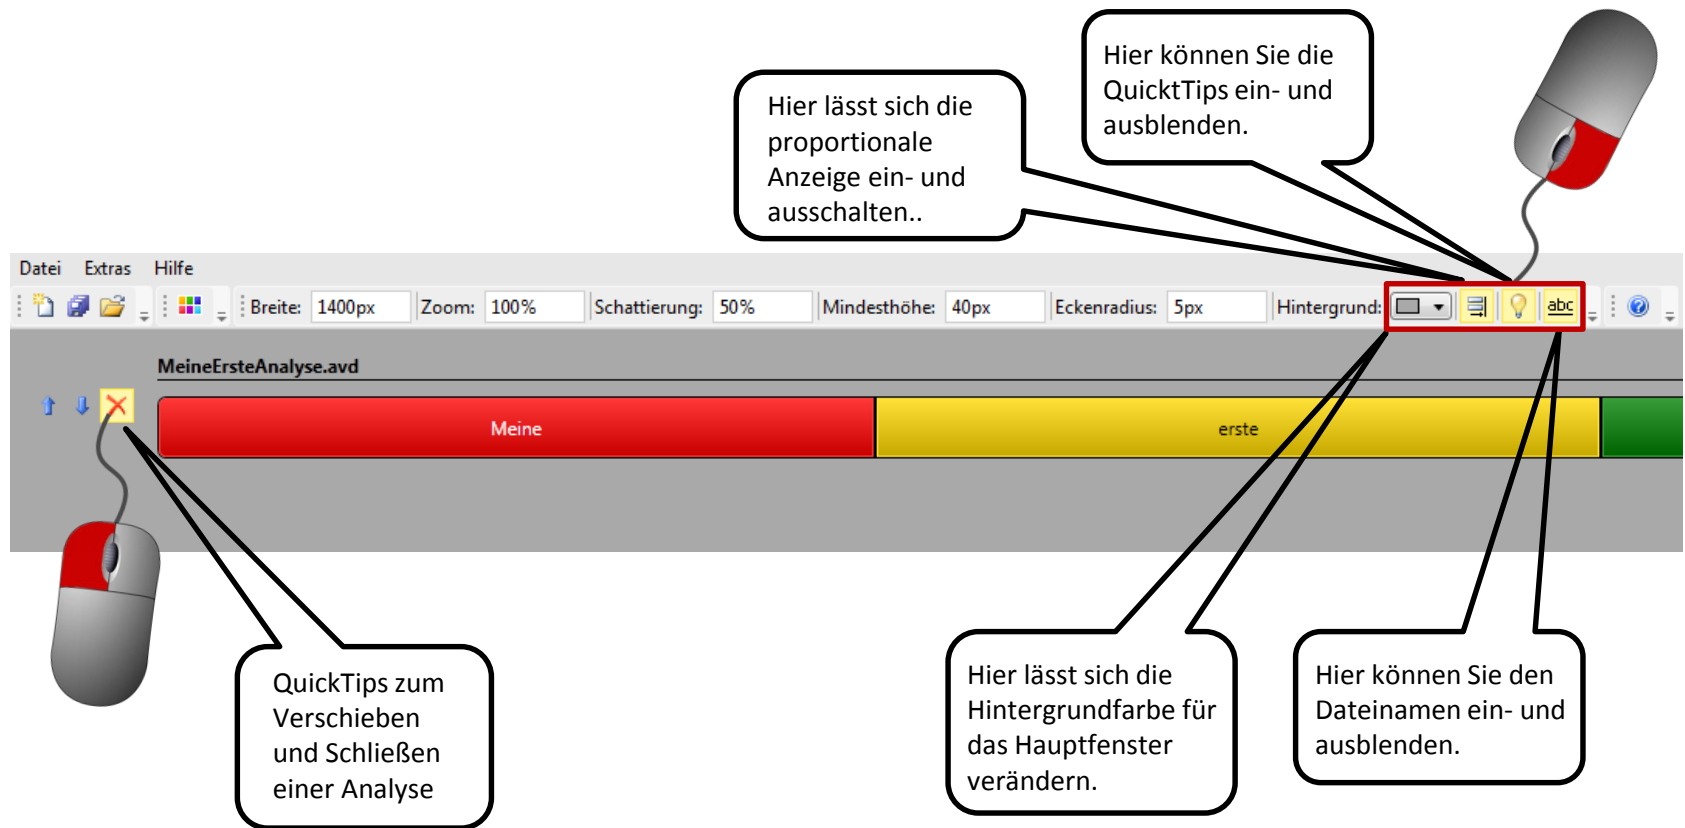 Hier können Sie die
QuicktTips ein- und
ausblenden.
Hier lässt sich die
proportionale
Anzeige ein- und
ausschalten..
Datei Extras Hilfe
Breite: 1400px Zoom: 100% Schattierung: 50% Mindesthöhe: 40px Eckenradius: 5px Hintergrund: abc
MeineErsteAnalyse.avd
Meine erste
QuickTips zum
Verschieben
und Schließen
einer Analyse
Hier lässt sich die
Hintergrundfarbe für
das Hauptfenster
verändern.
Hier können Sie den
Dateinamen ein- und
ausblenden.